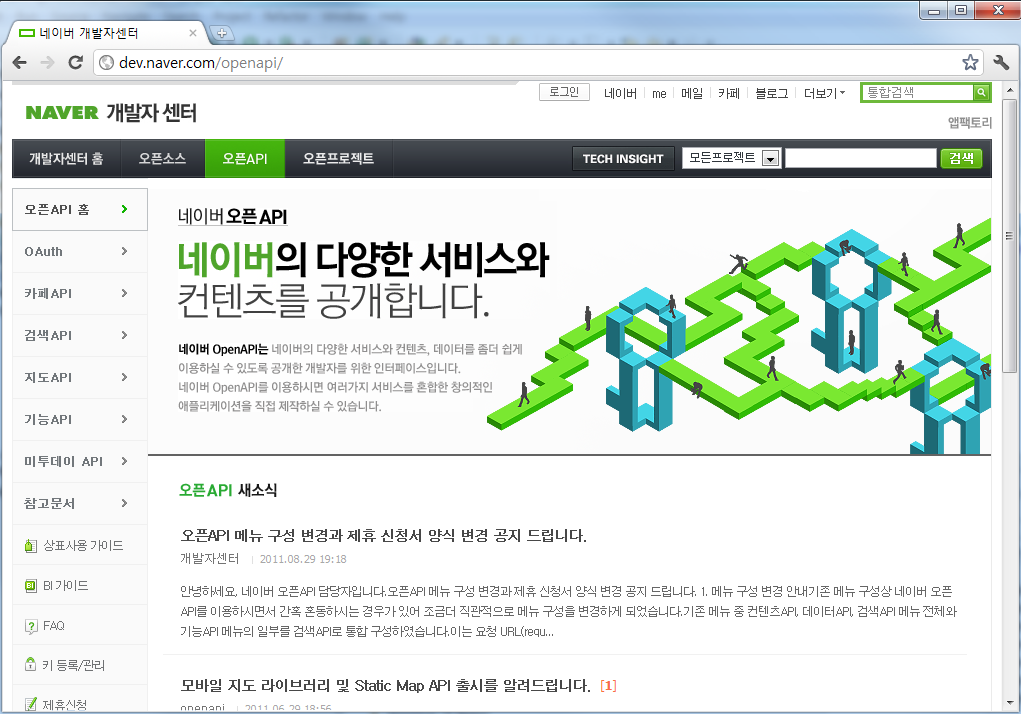 네이버 개발자센터
dev.naver.com/openapi/
로그인 네이버 me 메일 카페 블로그 더보기 통합검색
NAVER 개발자 센터
앱팩토리
개발자센터 홈 오픈소스 오픈API 오픈프로젝트 TECH INSIGHT 모든프로젝트 검색
오픈API 홈
OAuth
카페API
검색API
지도API
기능API
미투데이 API
참고문서
상표사용 가이드
BI BI 가이드
FAQ
키 등록/관리
제휴신청
네이버 오픈 API
네이버의 다양한 서비스와
컨텐츠를 공개합니다.
네이버 OpenAPI는 네이버의 다양한 서비스와 컨텐츠, 데이터를 좀더 쉽게
이용하실 수 있도록 공개한 개발자를 위한 인터페이스입니다.
네이버 OpenAPI를 이용하시면 여러가지 서비스를 혼합한 창의적인
애플리케이션을 직접 제작하실 수 있습니다.
오픈API 새소식
오픈API 메뉴 구성 변경과 제휴 신청서 양식 변경 공지 드립니다.
개발자센터 2011.08.29 19:18
안녕하세요, 네이버 오픈API 담당자입니다.오픈API 메뉴 구성 변경과 제휴 신청서 양식 변경 공지 드립니다. 1. 메뉴 구성 변경 안내기존 메뉴 구성상 네이버 오픈
API를 이용하시면서 간혹 혼동하시는 경우가 있어 조금더 직관적으로 메뉴 구성을 변경하게 되었습니다.기존 메뉴 중 컨텐츠API, 데이터API, 검색API 메뉴 전체와
기능API 메뉴의 일부를 검색API로 통합 구성하였습니다.이는 요청 URL(requ...
모바일 지도 라이브러리 및 Static Map API 출시를 알려드립니다. [1]
openapi 2011.06.29 18:56